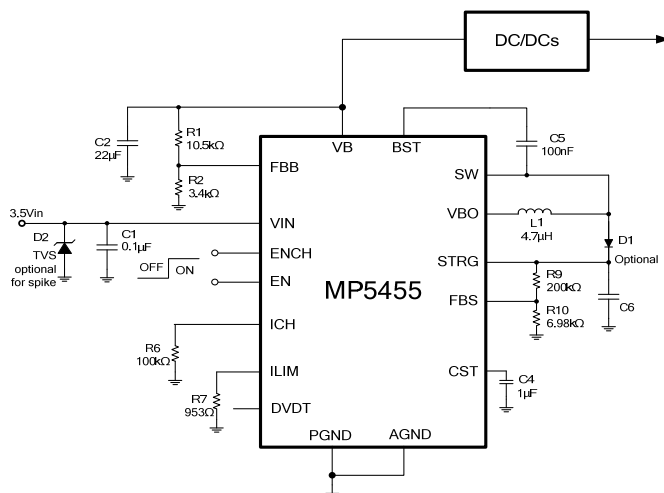 DC/DCs
C2
22µF
R1
10.5kΩ
R2
3.4kΩ
VB
BST
C5
100nF
FBB
SW
3.5Vin
VIN
VBO
L1
4.7µH
D2
TVS
optional
for spike
C1
0.1µF
ENCH
OFF
ON
EN
D1
Optional
STRG
R9
200kΩ
MP5455
FBS
R10
6.98kΩ
C6
ICH
R6
100kΩ
ILIM
CST
C4
1µF
R7
953Ω
DVDT
PGND
AGND